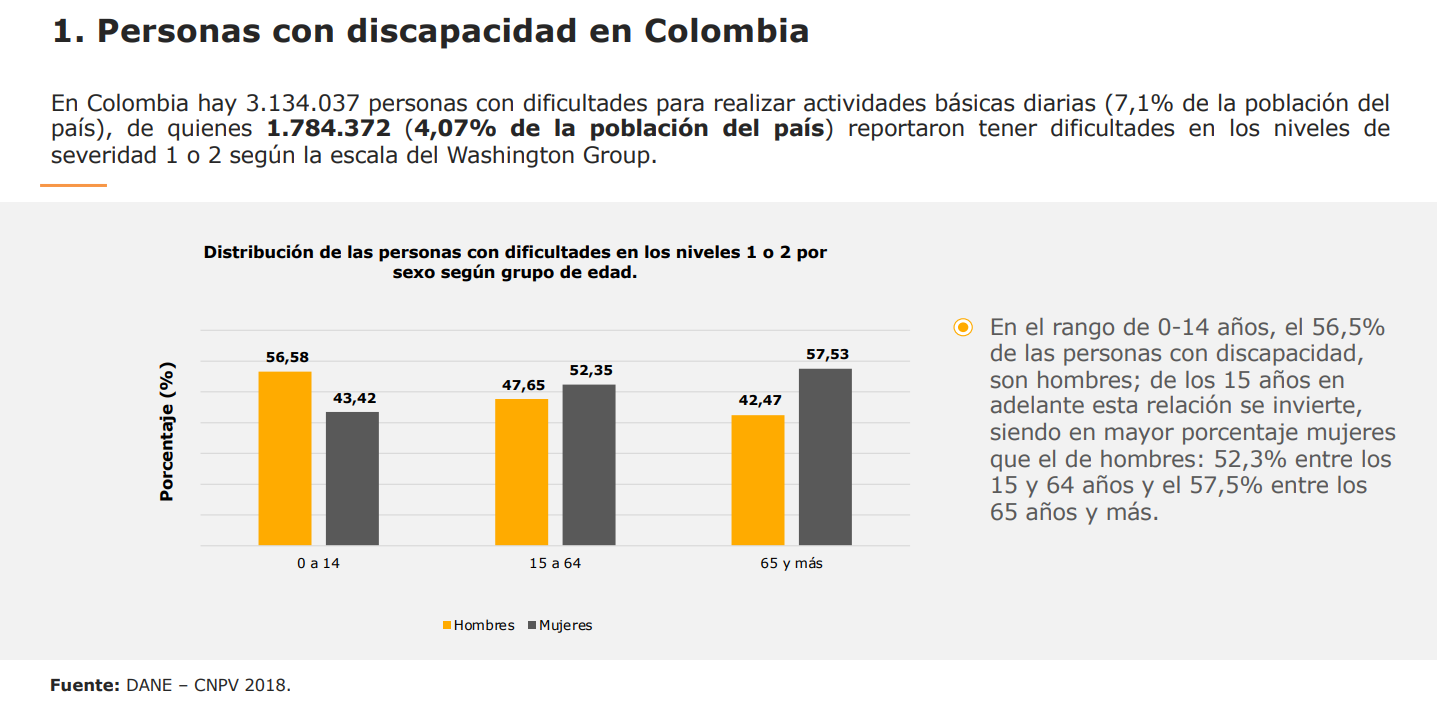 1. Personas con discapacidad en Colombia
En Colombia hay 3.134.037 personas con dificultades para realizar actividades básicas diarias (7,1% de la población del
país), de quienes 1.784.372 (4,07% de la población del país) reportaron tener dificultades en los niveles de
severidad 1 o 2 según la escala del Washington Group.
Distribución de las personas con dificultades en los niveles 1 o 2 por
sexo según grupo de edad.
Porcentaje (%)
56,58
43,42
47,65
52,35
42,47
57,53
0 a 14
15 a 64
65 y más
Hombres
Mujeres
En el rango de 0-14 años, el 56,5%
de las personas con discapacidad,
son hombres; de los 15 años en
adelante esta relación se invierte,
siendo en mayor porcentaje mujeres
que el de hombres: 52,3% entre los
15 y 64 años y el 57,5% entre los
65 años y más.
Fuente: DANE – CNPV 2018.